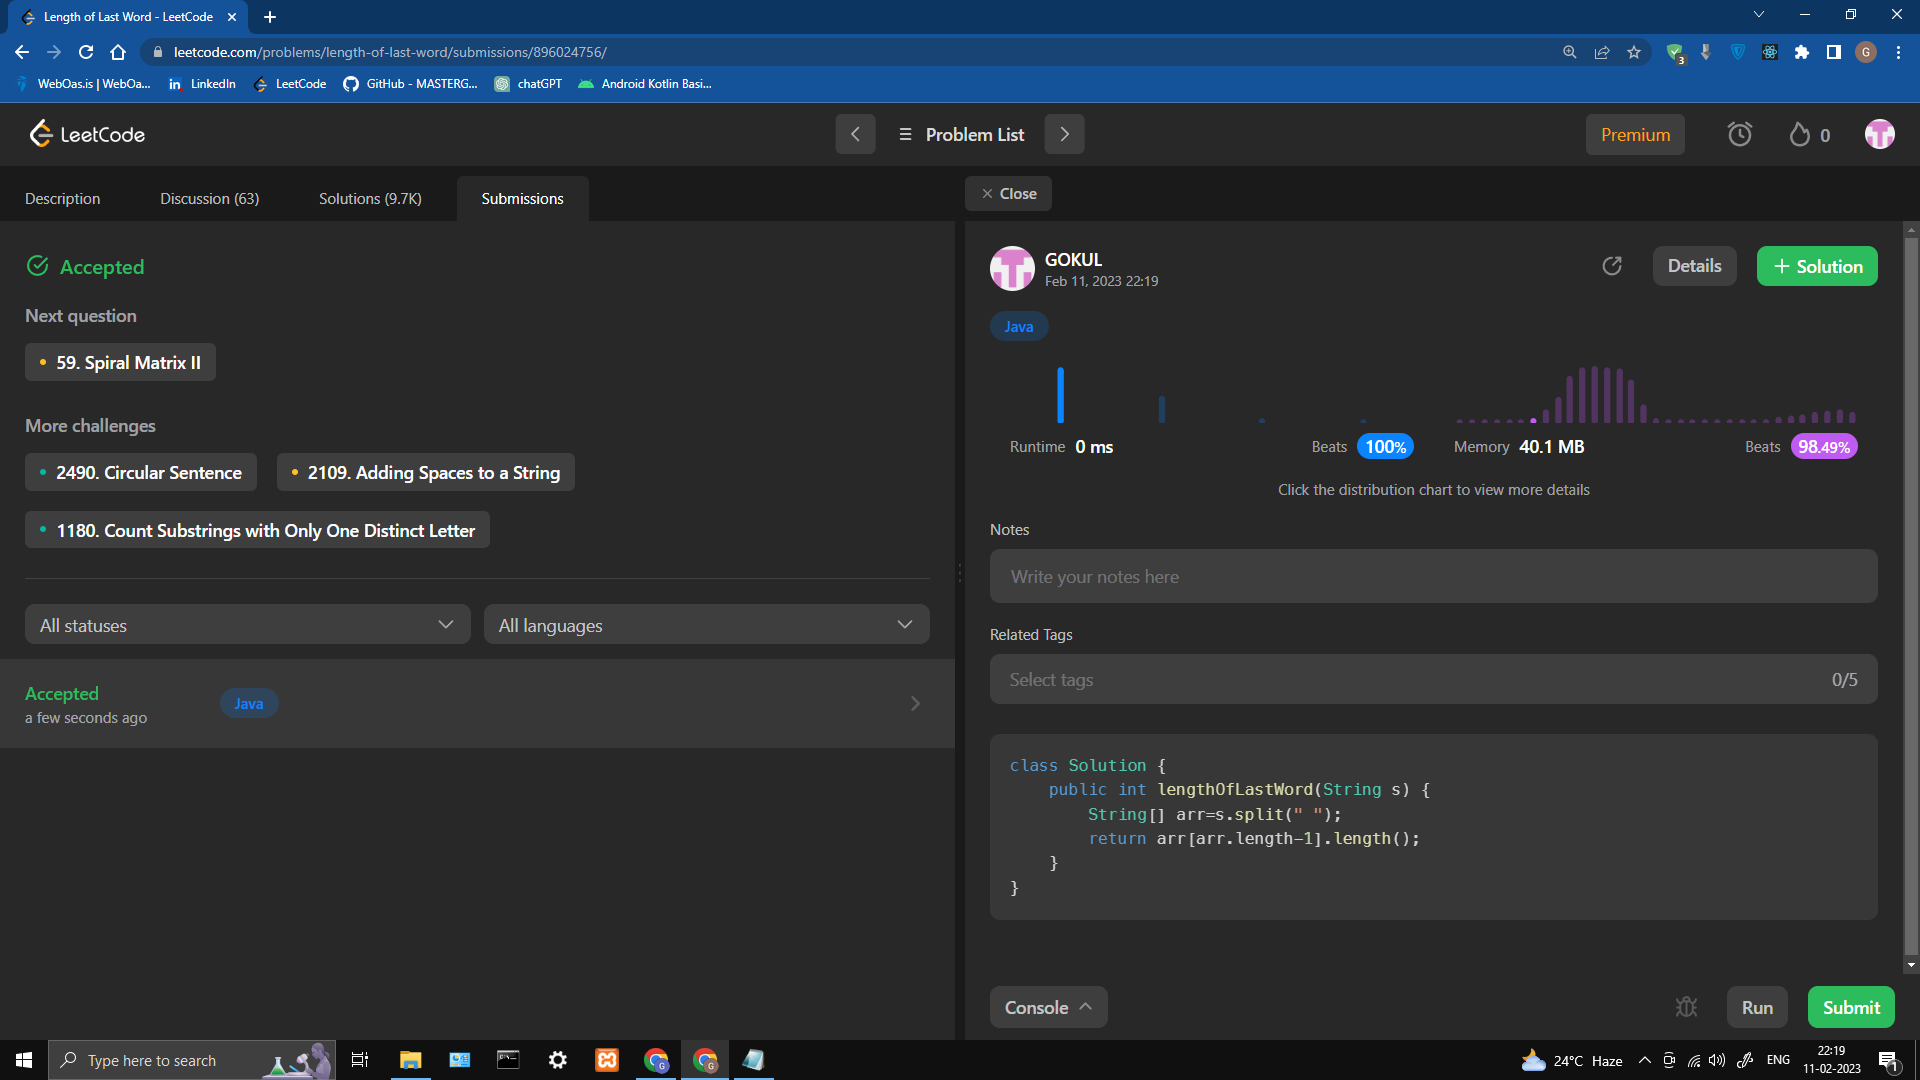 Length of Last Word - LeetCode
leetcode.com/problems/length-of-last-word/submissions/896024756/
3
G
WebOas.is | WebOa...
LinkedIn
LeetCode
GitHub - MASTERG...
chatGPT
Android Kotlin Basi...
LeetCode
Problem List
Premium
0
Description
Discussion (63)
Solutions (9.7K)
Submissions
Close
Accepted
Next question
59. Spiral Matrix II
More challenges
2490. Circular Sentence
2109. Adding Spaces to a String
1180. Count Substrings with Only One Distinct Letter
All statuses
All languages
Accepted
a few seconds ago
Java
GOKUL
Feb 11, 2023 22:19
Details
+ Solution
Java
Runtime 0 ms
Beats 100%
Memory 40.1 MB
Beats 98.49%
Click the distribution chart to view more details
Notes
Write your notes here
Related Tags
Select tags
0/5
class Solution {
    public int lengthOfLastWord(String s) {
        String[] arr=s.split(" ");
        return arr[arr.length-1].length();
    }
}
Console
Run
Submit
Type here to search
24°C Haze
ENG
22:19
11-02-2023
1